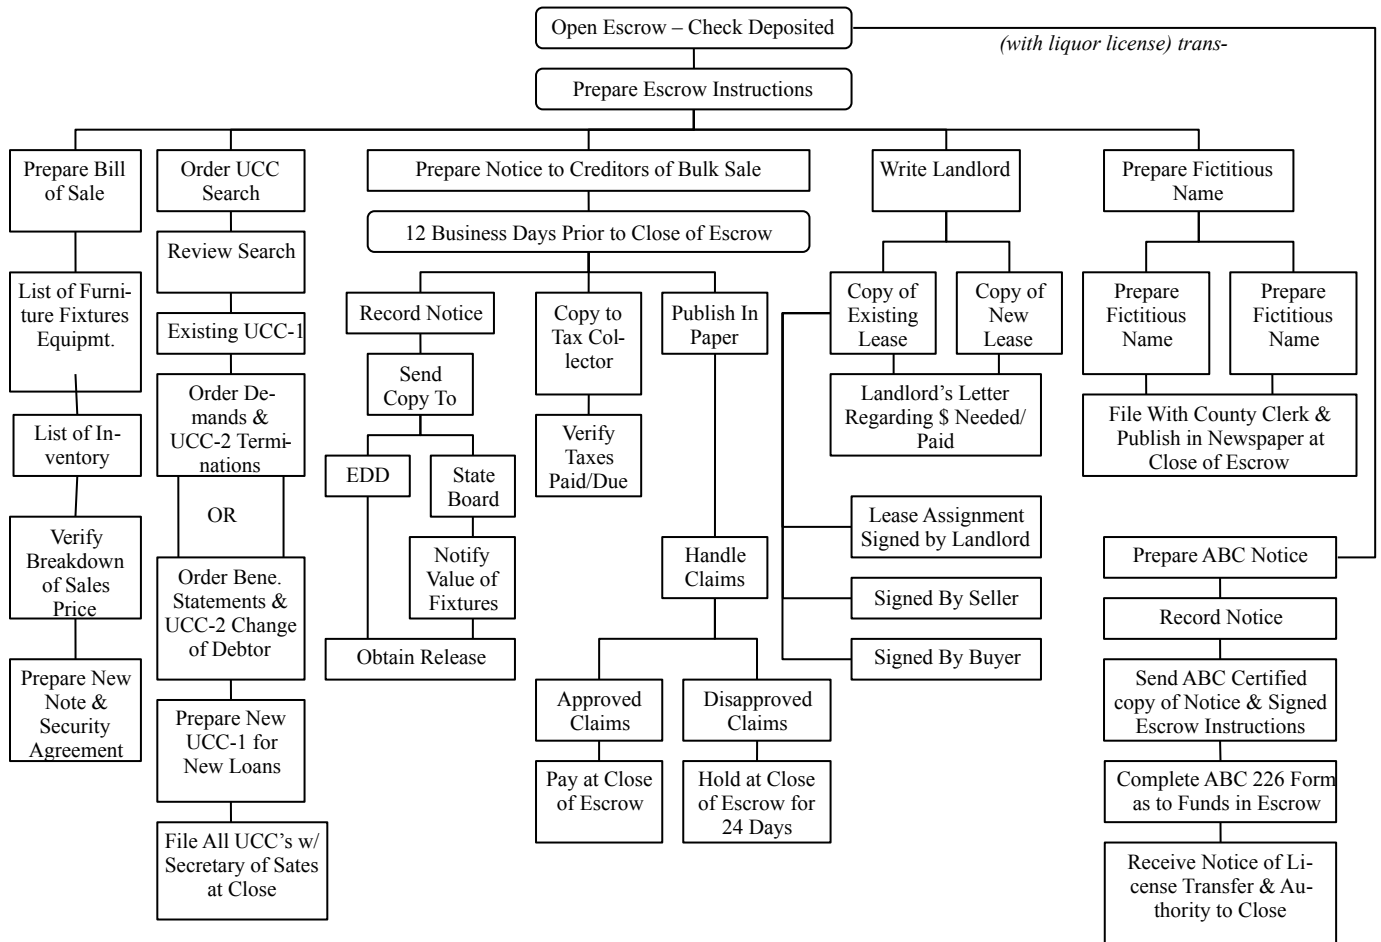 Open Escrow – Check Deposited
(with liquor license) trans-
Prepare Escrow Instructions
Prepare Bill
of Sale
List of Furni-
ture Fixtures
Equipmt.
List of In-
ventory
Verify
Breakdown
of Sales
Price
Prepare New
Note &
Security
Agreement
Order UCC
Search
Review Search
Existing UCC-1
Order De-
mands &
UCC-2 Termi-
nations
OR
Order Bene.
Statements &
UCC-2 Change
of Debtor
Prepare New
UCC-1 for
New Loans
File All UCC’s w/
Secretary of Sates
at Close
Prepare Notice to Creditors of Bulk Sale
12 Business Days Prior to Close of Escrow
Record Notice
Send
Copy To
EDD
State
Board
Notify
Value of
Fixtures
Obtain Release
Copy to
Tax Col-
lector
Verify
Taxes
Paid/Due
Publish In
Paper
Handle
Claims
Approved
Claims
Pay at Close
of Escrow
Disapproved
Claims
Hold at Close
of Escrow for
24 Days
Write Landlord
Copy of
Existing
Lease
Copy of
New
Lease
Landlord’s Letter
Regarding $ Needed/
Paid
Lease Assignment
Signed by Landlord
Signed By Seller
Signed By Buyer
Prepare Fictitious
Name
Prepare
Fictitious
Name
Prepare
Fictitious
Name
File With County Clerk &
Publish in Newspaper at
Close of Escrow
Prepare ABC Notice
Record Notice
Send ABC Certified
copy of Notice & Signed
Escrow Instructions
Complete ABC 226 Form
as to Funds in Escrow
Receive Notice of Li-
cense Transfer & Au-
thority to Close